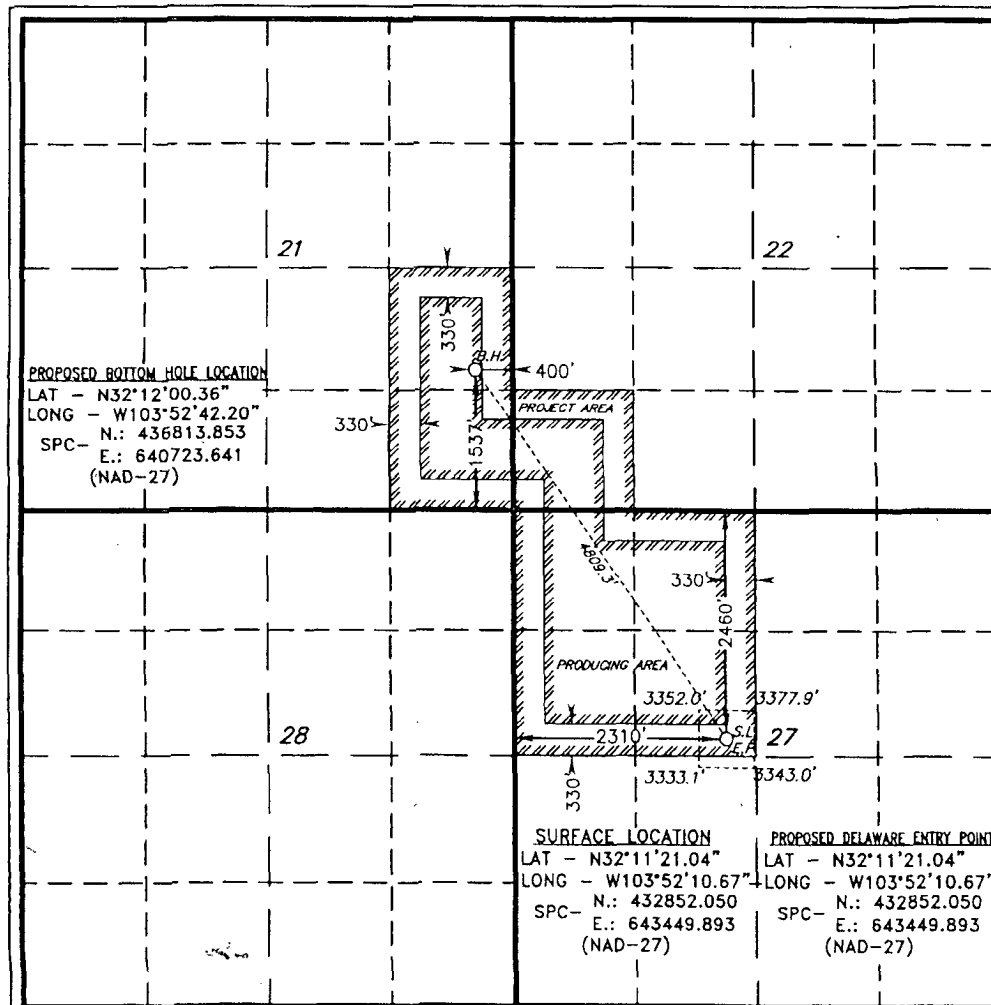 21
22
330'
B.H.
400'
PROPOSED BOTTOM HOLE LOCATION
LAT - N32°12'00.36"
LONG - W103°52'42.20"
SPC- N.: 436813.853
E.: 640723.641
(NAD-27)
PROJECT AREA
330'
1537'
4809.3'
330'
2460'
PRODUCING AREA
3352.0'
3377.9'
28
2310'
S.L.
E.P.
27
330'
3333.1'
3343.0'
SURFACE LOCATION
LAT - N32°11'21.04"
LONG - W103°52'10.67"
SPC- N.: 432852.050
E.: 643449.893
(NAD-27)
PROPOSED DELAWARE ENTRY POINT
LAT - N32°11'21.04"
LONG - W103°52'10.67"
SPC- N.: 432852.050
E.: 643449.893
(NAD-27)